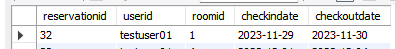 reservationid userid roomid checkindate checkoutdate
32 testuser01 1 2023-11-29 2023-11-30